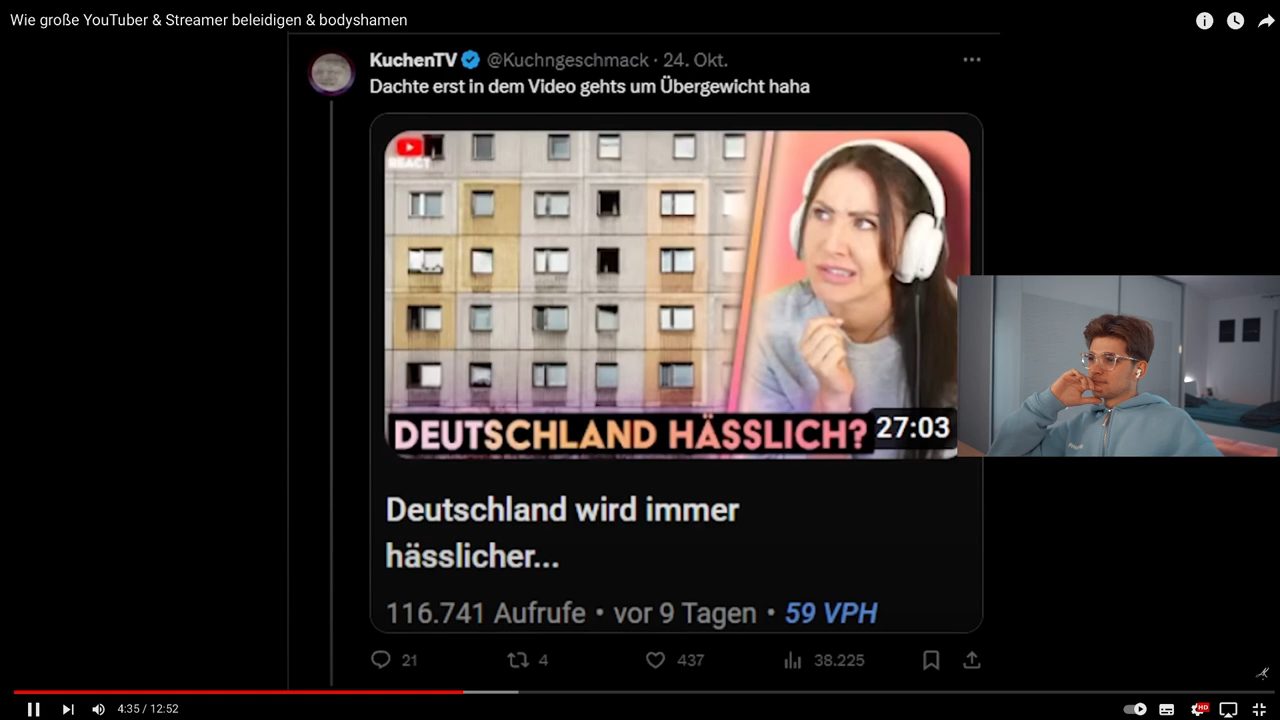 Wie große YouTuber & Streamer beleidigen & bodyshamen
KuchenTV @Kuchngeschmack · 24. Okt.
Dachte erst in dem Video gehts um Übergewicht haha
REACT
DEUTSCHLAND HÄSSLICH?
27:03
Deutschland wird immer
hässlicher...
116.741 Aufrufe • vor 9 Tagen • 59 VPH
21 4 437 38.225
4:35 / 12:52
HD